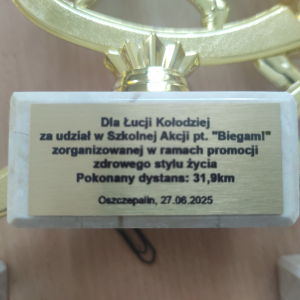 Dla Łucji Kołodziej
za udział w Szkolnej Akcji pt. "Biegam!"
zorganizowanej w ramach promocji
zdrowego stylu życia
Pokonany dystans: 31,9km
Oszczepalin, 27.06.2025